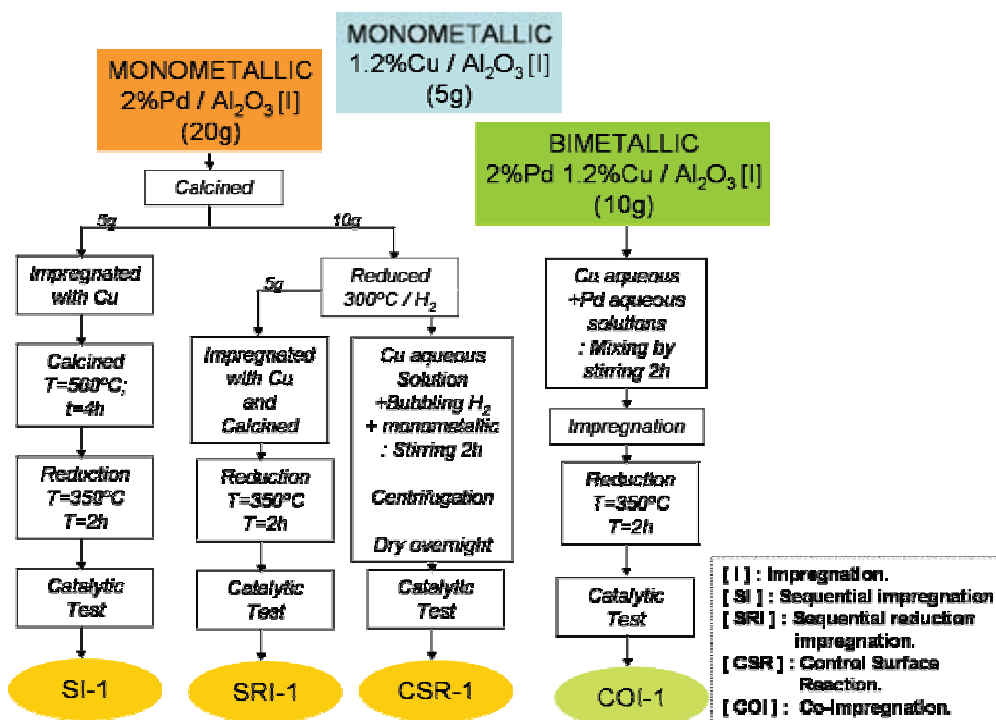 MONOMETALLIC
2%Pd / Al2O3 [I]
(20g)
MONOMETALLIC
1.2%Cu / Al2O3 [I]
(5g)
BIMETALLIC
2%Pd 1.2%Cu / Al2O3 [I]
(10g)
Calcined
5g
10g
Impregnated
with Cu
Calcined
T=500ºC;
t=4h
Reduction
T=350ºC
T=2h
Catalytic
Test
SI-1
Reduced
300ºC / H2
5g
Impregnated
with Cu
and
Calcined
Reduction
T=350ºC
T=2h
Catalytic
Test
SRI-1
Cu aqueous
Solution
+Bubbling H2
+ monometallic
: Stirring 2h
Centrifugation
Dry overnight
Catalytic
Test
CSR-1
Cu aqueous
+Pd aqueous
solutions
: Mixing by
stirring 2h
Impregnation
Reduction
T=350ºC
T=2h
Catalytic
Test
COI-1
[ I ] : Impregnation.
[ SI ] : Sequential impregnation
[ SRI ] : Sequential reduction
impregnation.
[ CSR ] : Control Surface
Reaction.
[ COI ] : Co-impregnation.